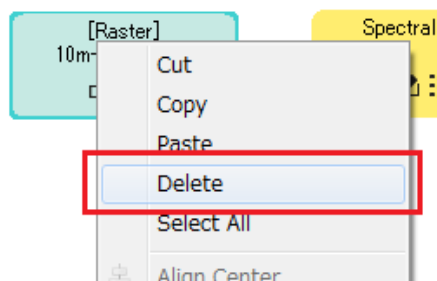 [Raster]
Spectral
10m-
Cut
Copy
Paste
Delete
Select All
Align Center